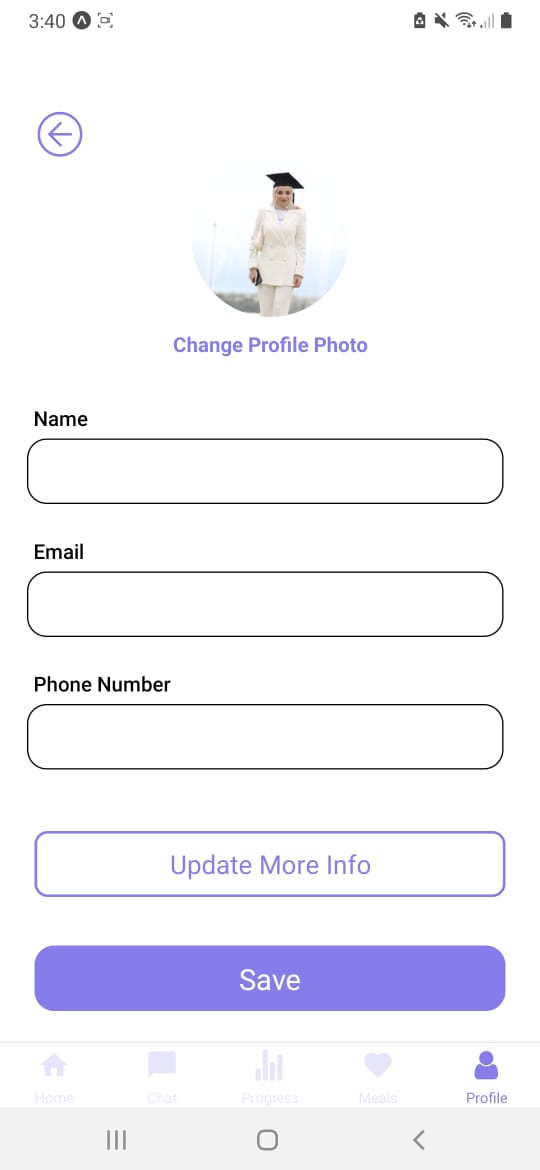 3:40
Change Profile Photo
Name
Email
Phone Number
Update More Info
Save
Home Chat Progress Meals Profile